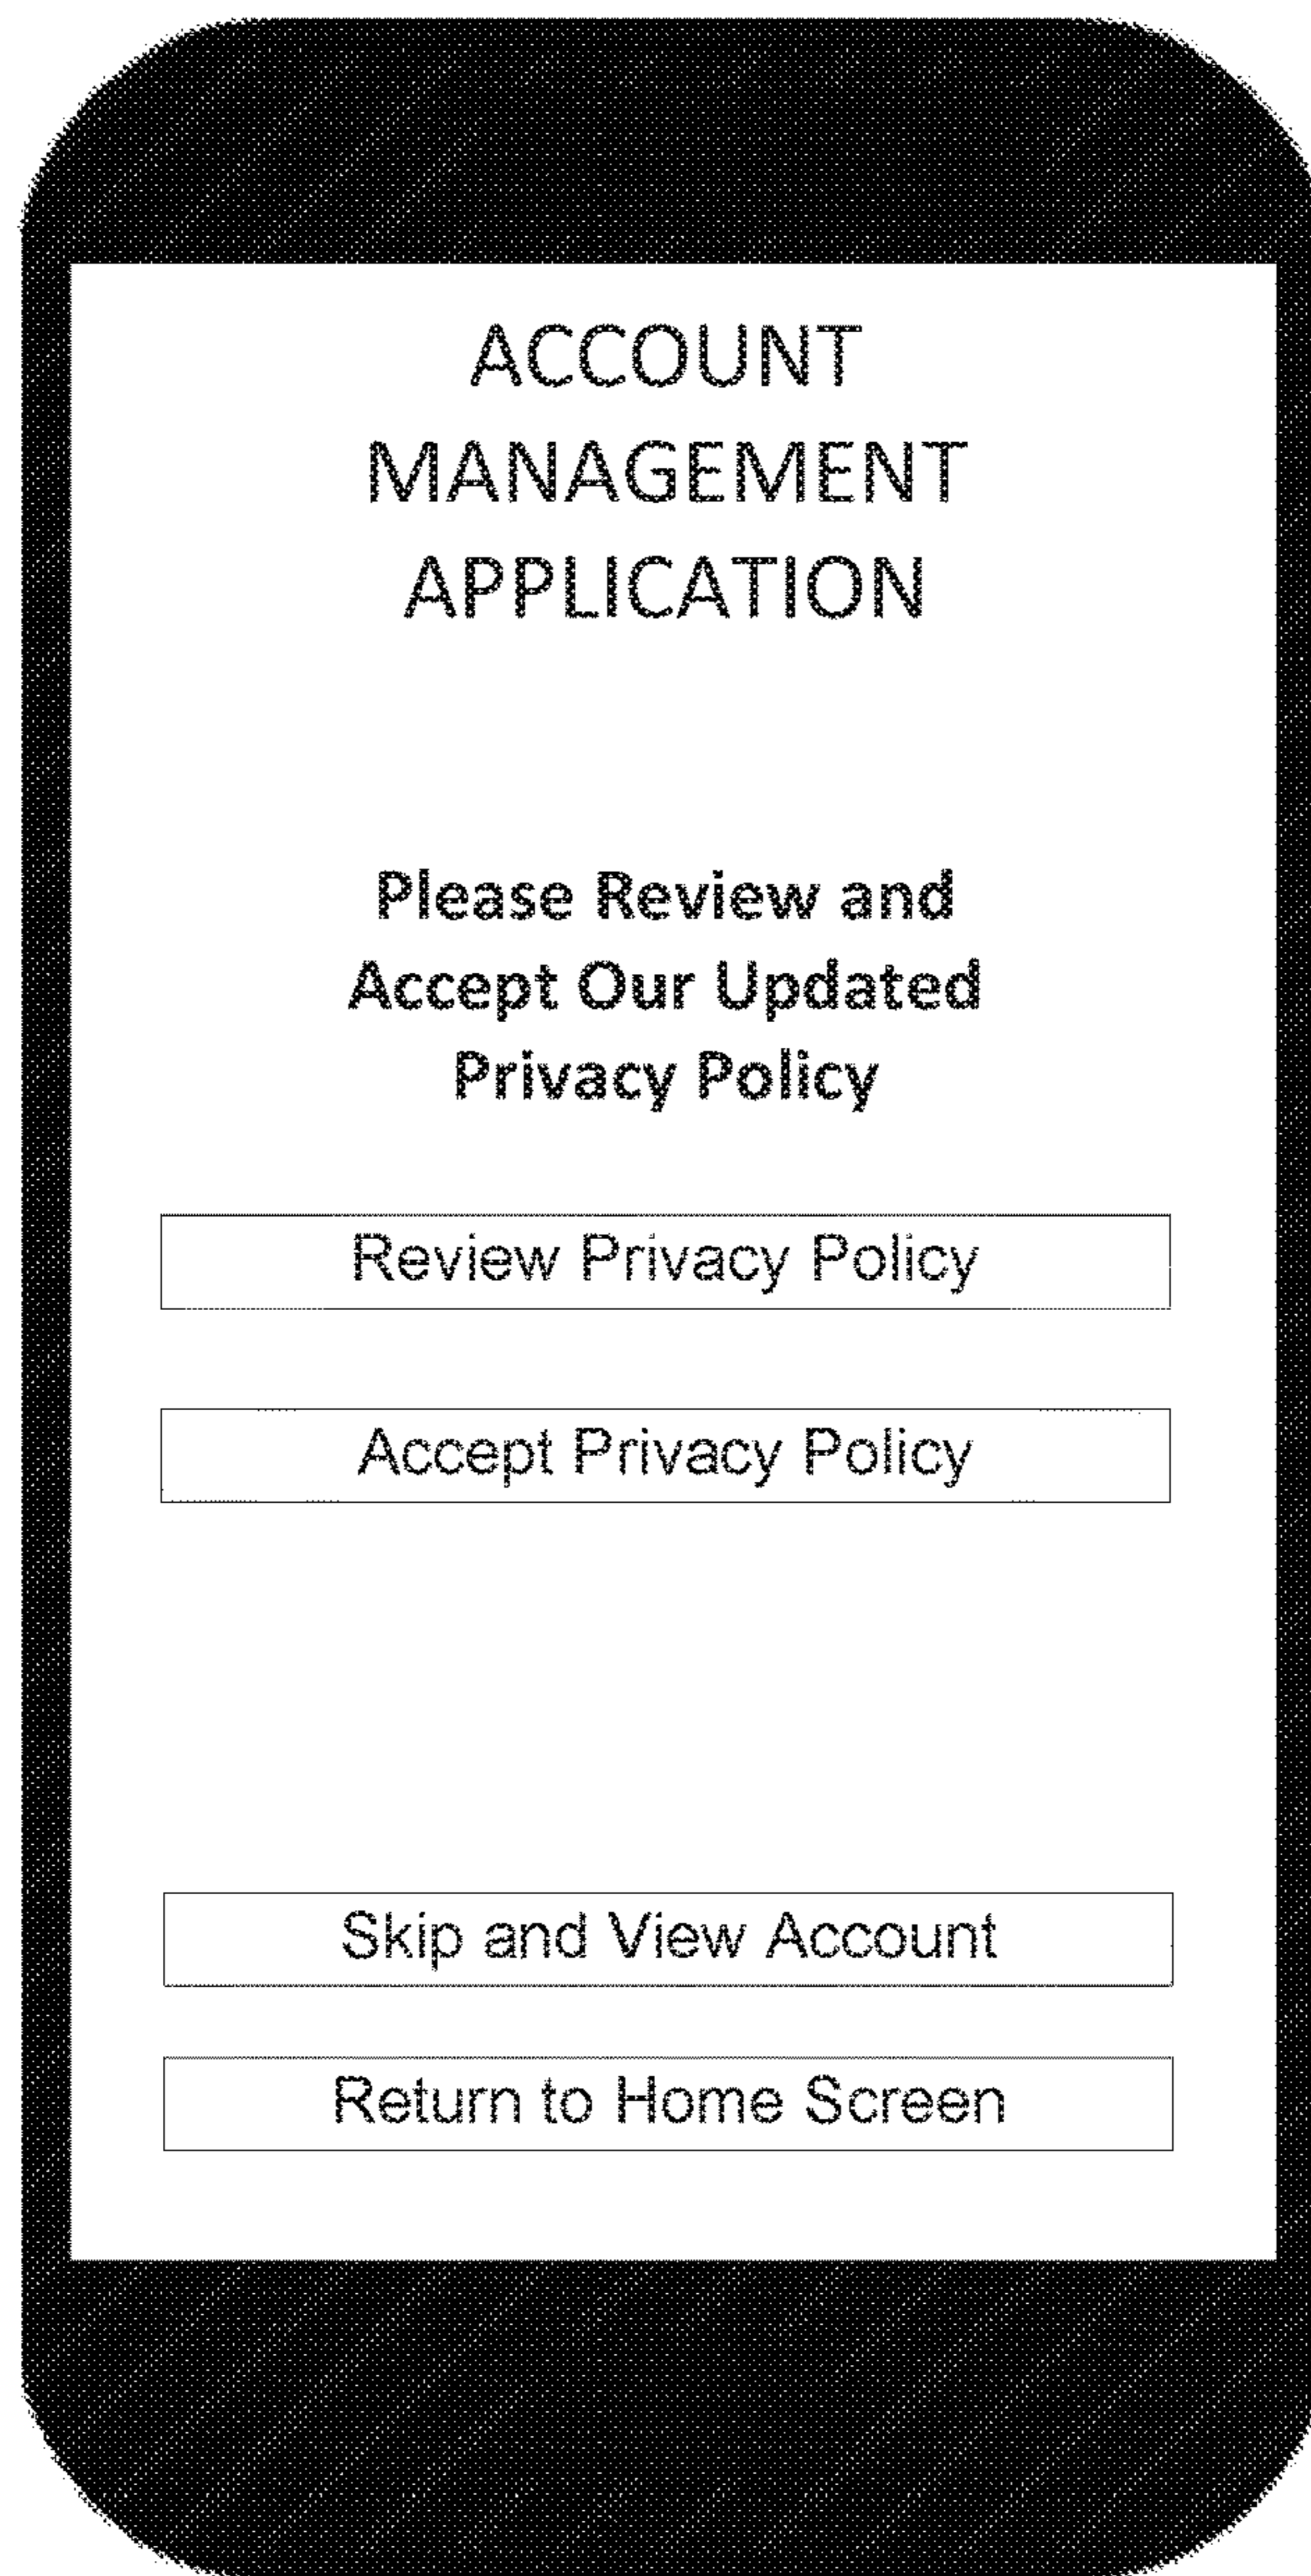 ACCOUNT
MANAGEMENT
APPLICATION
Please Review and
Accept Our Updated
Privacy Policy
Review Privacy Policy
Accept Privacy Policy
Skip and View Account
Return to Home Screen